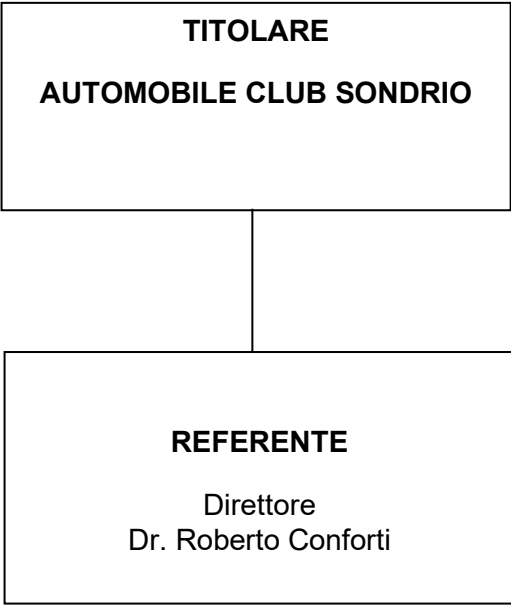 TITOLARE
AUTOMOBILE CLUB SONDRIO
REFERENTE
Direttore
Dr. Roberto Conforti